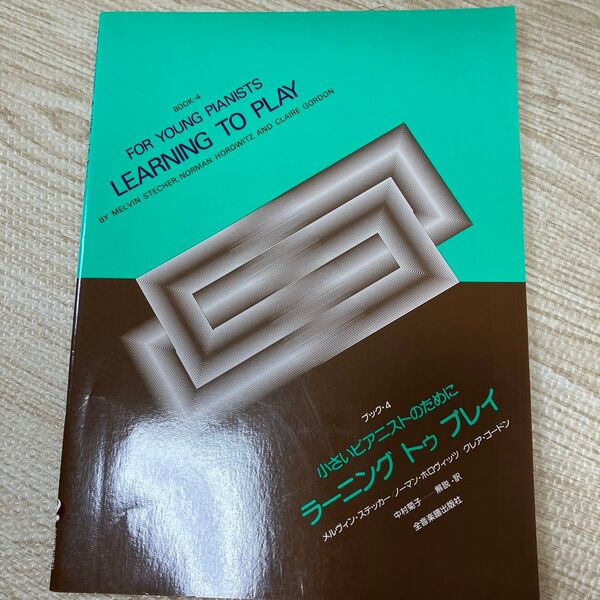 BOOK・4
FOR YOUNG PIANISTS
LEARNING TO PLAY
BY MELVIN STECHER, NORMAN HOROWITZ AND CLAIRE GORDON
ブック・4
小さいピアニストのために
ラーニング トゥ プレイ
メルヴィン・ステッカー ノーマン・ホロヴィッツ クレア・ゴードン
中村菊子──解説・訳
全音楽譜出版社